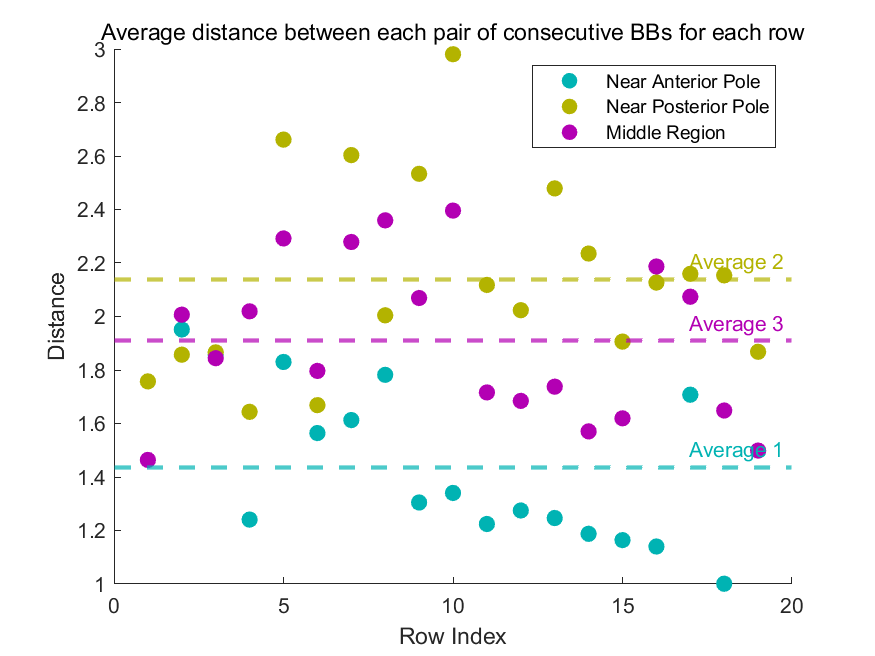 Average distance between each pair of consecutive BBs for each row
Near Anterior Pole
Near Posterior Pole
Middle Region
3
2.8
2.6
2.4
2.2
2
1.8
1.6
1.4
1.2
1
Distance
Average 2
Average 3
Average 1
0
5
10
15
20
Row Index